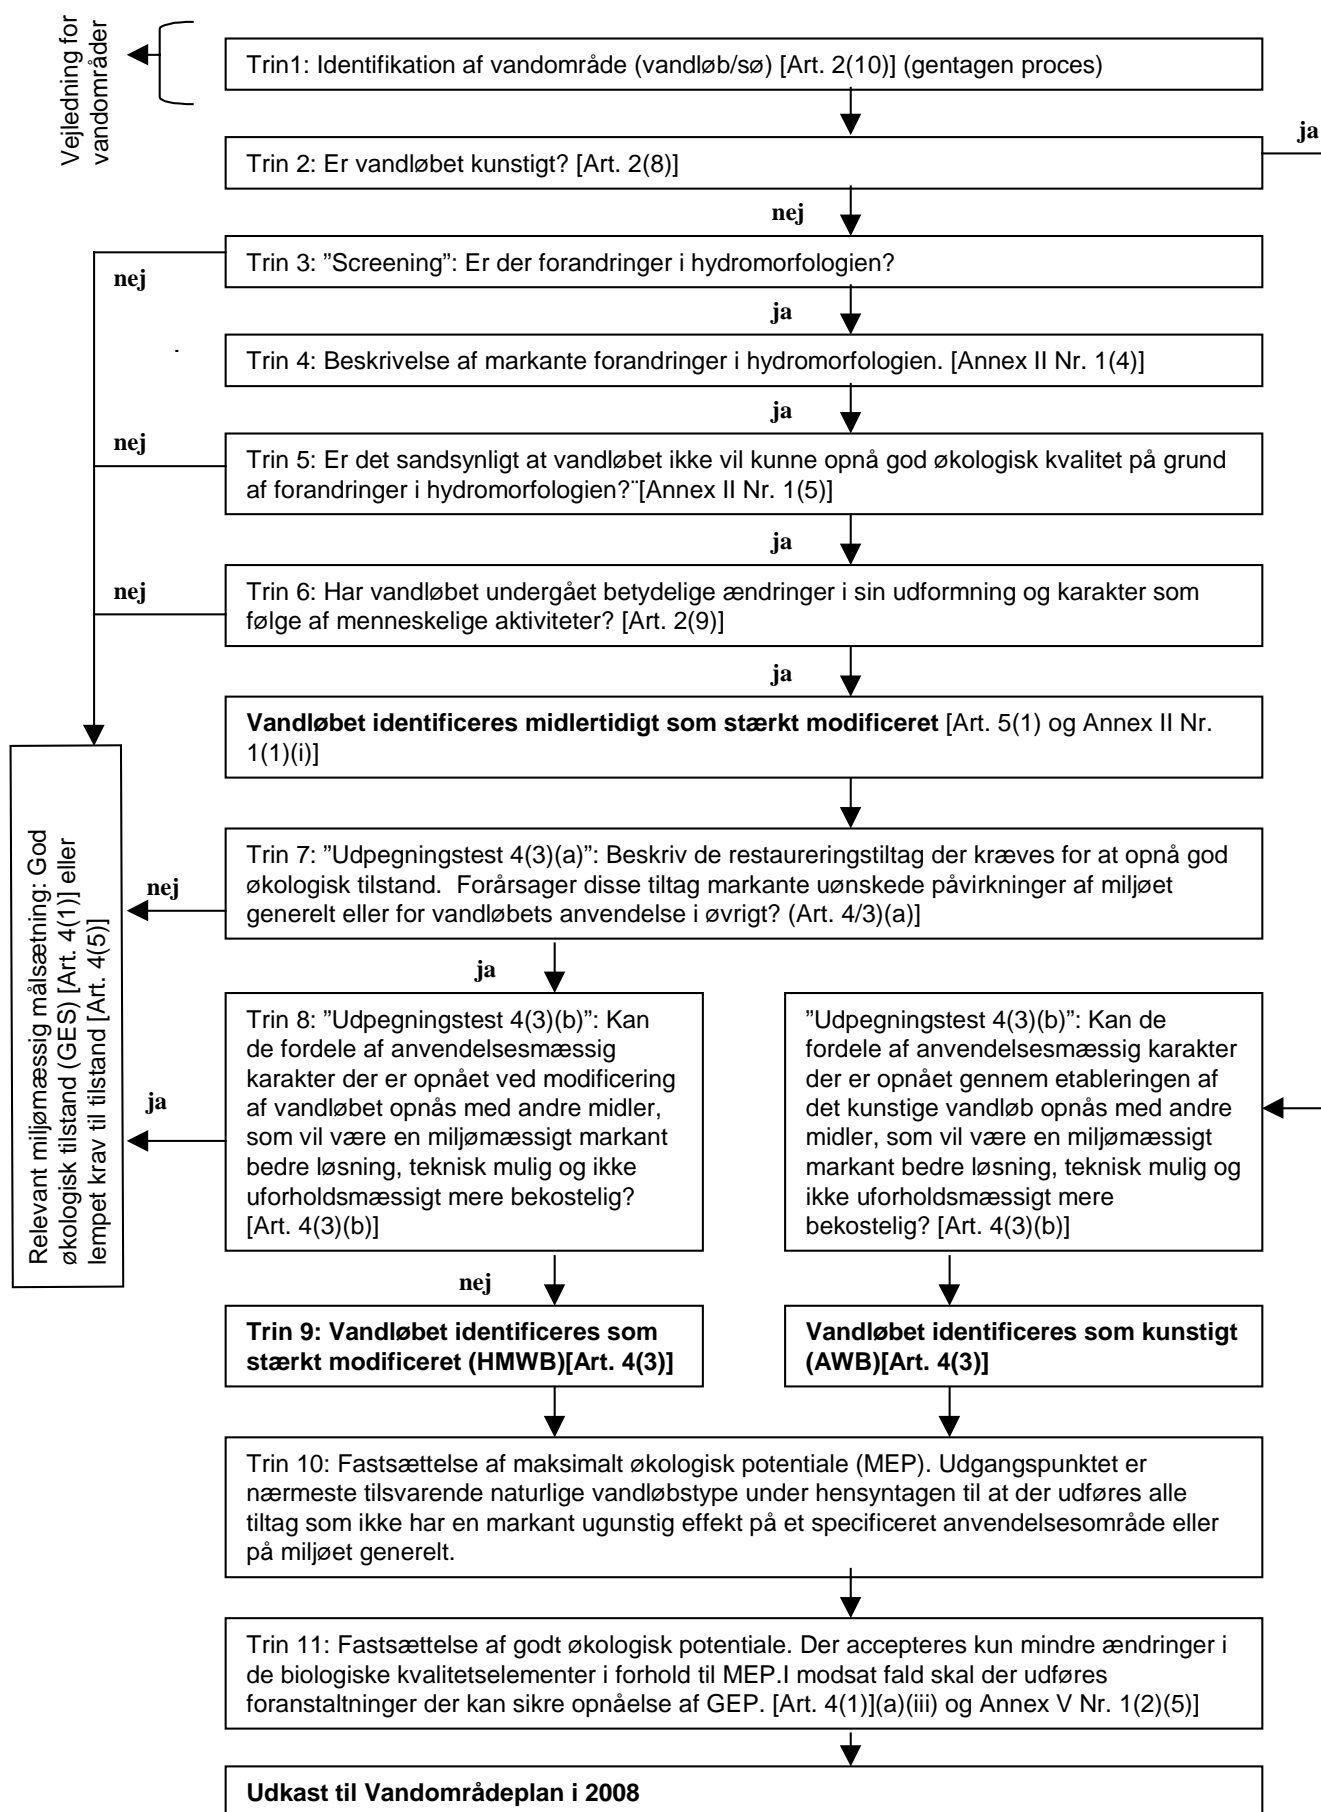 Vejledning for
vandområder
Trin1: Identifikation af vandområde (vandløb/sø) [Art. 2(10)] (gentagen proces)
ja
Trin 2: Er vandløbet kunstigt? [Art. 2(8)]
nej
Trin 3: ”Screening”: Er der forandringer i hydromorfologien?
nej
ja
Trin 4: Beskrivelse af markante forandringer i hydromorfologien. [Annex II Nr. 1(4)]
ja
nej
Trin 5: Er det sandsynligt at vandløbet ikke vil kunne opnå god økologisk kvalitet på grund
af forandringer i hydromorfologien?¨[Annex II Nr. 1(5)]
ja
nej
Trin 6: Har vandløbet undergået betydelige ændringer i sin udformning og karakter som
følge af menneskelige aktiviteter? [Art. 2(9)]
ja
Vandløbet identificeres midlertidigt som stærkt modificeret [Art. 5(1) og Annex II Nr.
1(1)(i)]
Relevant miljømæssig målsætning: God
økologisk tilstand (GES) [Art. 4(1)] eller
lempet krav til tilstand [Art. 4(5)]
Trin 7: ”Udpegningstest 4(3)(a)”: Beskriv de restaureringstiltag der kræves for at opnå god
økologisk tilstand. Forårsager disse tiltag markante uønskede påvirkninger af miljøet
generelt eller for vandløbets anvendelse i øvrigt? (Art. 4/3)(a)]
nej
ja
Trin 8: ”Udpegningstest 4(3)(b)”: Kan
de fordele af anvendelsesmæssig
karakter der er opnået ved modificering
af vandløbet opnås med andre midler,
som vil være en miljømæssigt markant
bedre løsning, teknisk mulig og ikke
uforholdsmæssigt mere bekostelig?
[Art. 4(3)(b)]
ja
”Udpegningstest 4(3)(b)”: Kan de
fordele af anvendelsesmæssig karakter
der er opnået gennem etableringen af
det kunstige vandløb opnås med andre
midler, som vil være en miljømæssigt
markant bedre løsning, teknisk mulig og
ikke uforholdsmæssigt mere
bekostelig? [Art. 4(3)(b)]
nej
Trin 9: Vandløbet identificeres som
stærkt modificeret (HMWB)[Art. 4(3)]
Vandløbet identificeres som kunstigt
(AWB)[Art. 4(3)]
Trin 10: Fastsættelse af maksimalt økologisk potentiale (MEP). Udgangspunktet er
nærmeste tilsvarende naturlige vandløbstype under hensyntagen til at der udføres alle
tiltag som ikke har en markant ugunstig effekt på et specificeret anvendelsesområde eller
på miljøet generelt.
Trin 11: Fastsættelse af godt økologisk potentiale. Der accepteres kun mindre ændringer i
de biologiske kvalitetselementer i forhold til MEP.I modsat fald skal der udføres
foranstaltninger der kan sikre opnåelse af GEP. [Art. 4(1)](a)(iii) og Annex V Nr. 1(2)(5)]
Udkast til Vandområdeplan i 2008